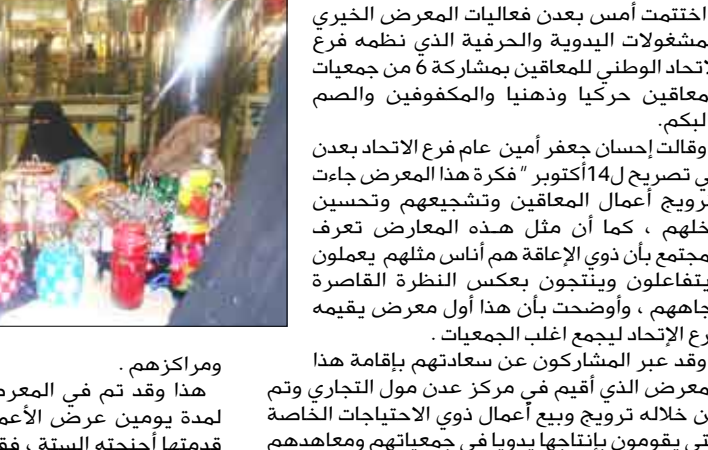 اختتمت أمس بعدن فعاليات المعرض الخيري
للمشغولات اليدوية والحرفية الذي نظمه فرع
الاتحاد الوطني للمعاقين بمشاركة 6 من جمعيات
المعاقين حركيا وذهنيا والمكفوفين والصم
والبكم.
وقالت إحسان جعفر أمين عام فرع الاتحاد بعدن
في تصريح ل14أكتوبر " فكرة هذا المعرض جاءت
لترويج أعمال المعاقين وتشجيعهم وتحسين
دخلهم ، كما أن مثل هـذه المعارض تعرف
المجتمع بأن ذوي الإعاقة هم أناس مثلهم يعملون
ويتفاعلون وينتجون بعكس النظرة القاصرة
تجاههم ، وأوضحت بأن هذا أول معرض يقيمه
فرع الإتحاد ليجمع اغلب الجمعيات .
وقد عبر المشاركون عن سعادتهم بإقامة هذا
المعرض الذي أقيم في مركز عدن مول التجاري وتم
من خلاله ترويج وبيع أعمال ذوي الاحتياجات الخاصة
التي يقومون بإنتاجها يدويا في جمعياتهم ومعاهدهم
ومراكزهم .
هذا وقد تم في المعرض
لمدة يومين عرض الأعمال
قدمتها أجنحته الستة ، فق